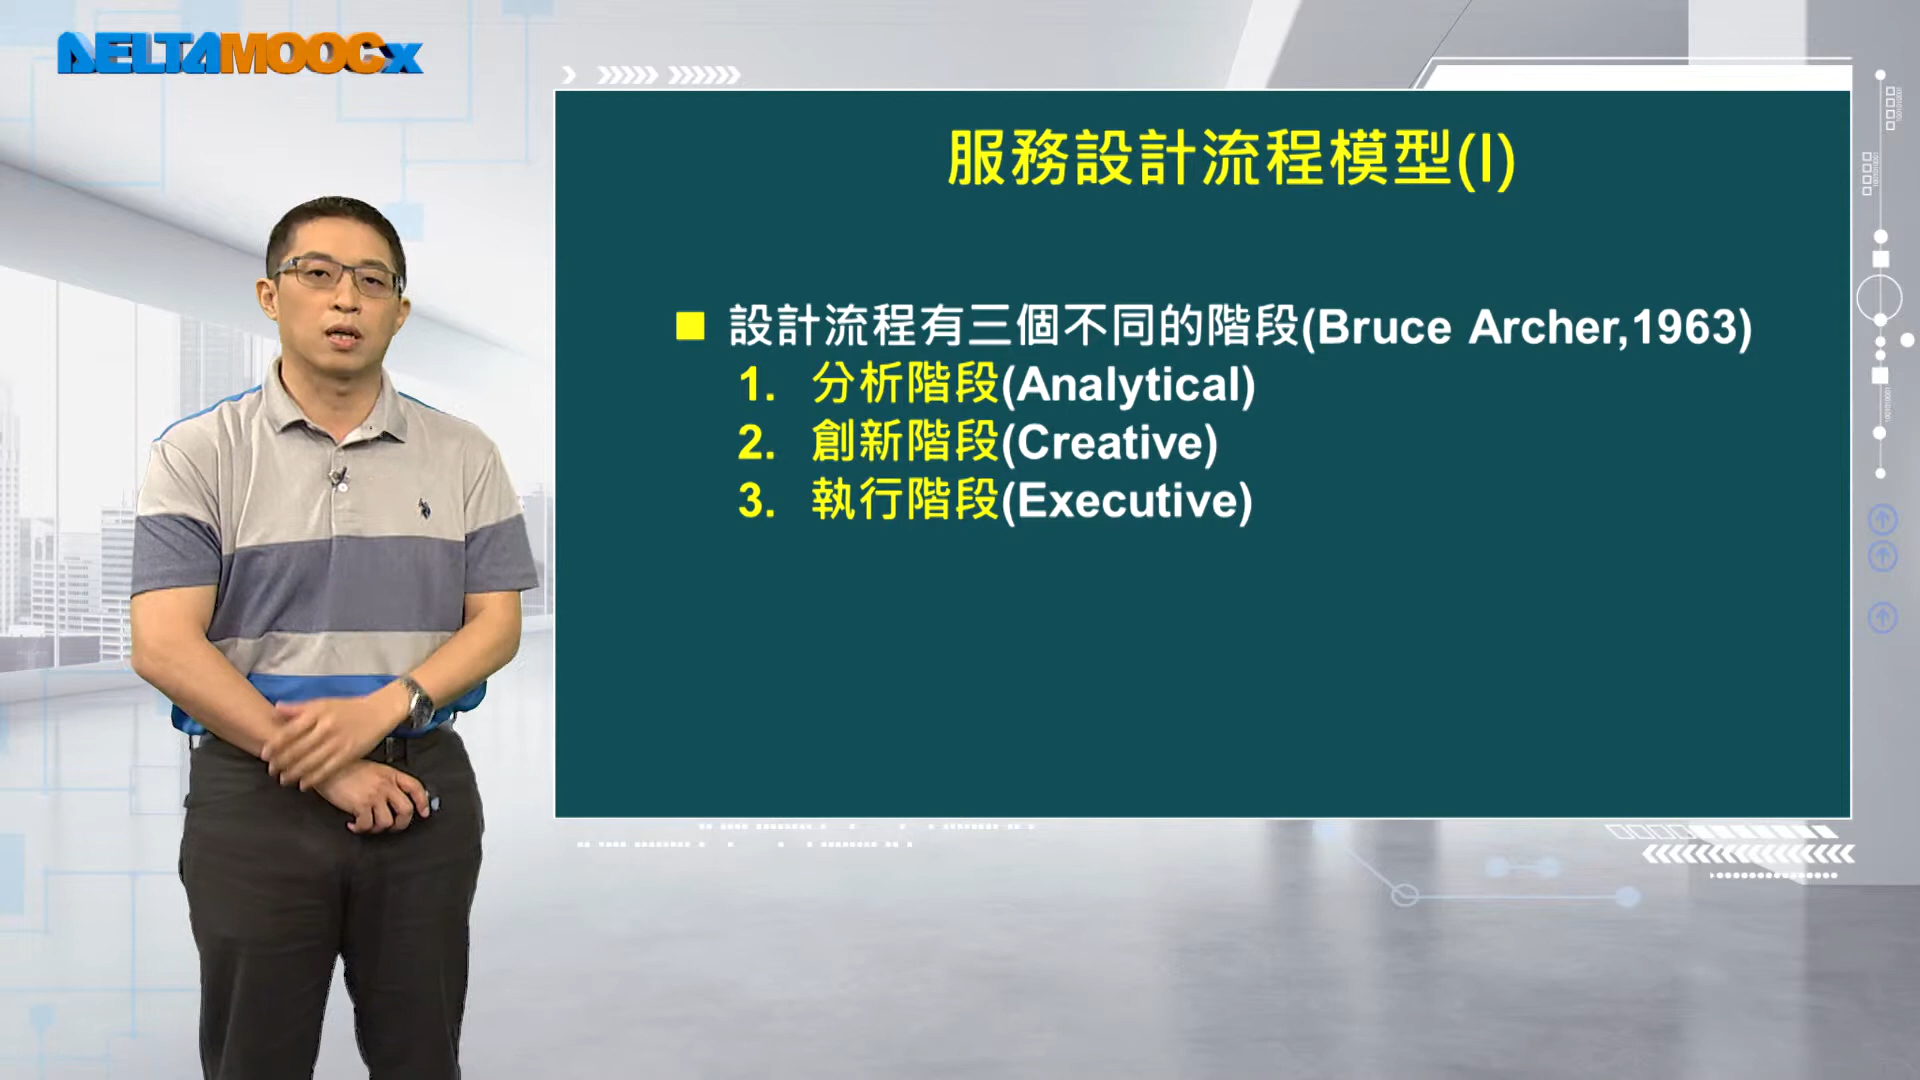 DELTAMOOCx
服務設計流程模型(I)
設計流程有三個不同的階段(Bruce Archer,1963)
1. 分析階段(Analytical)
2. 創新階段(Creative)
3. 執行階段(Executive)